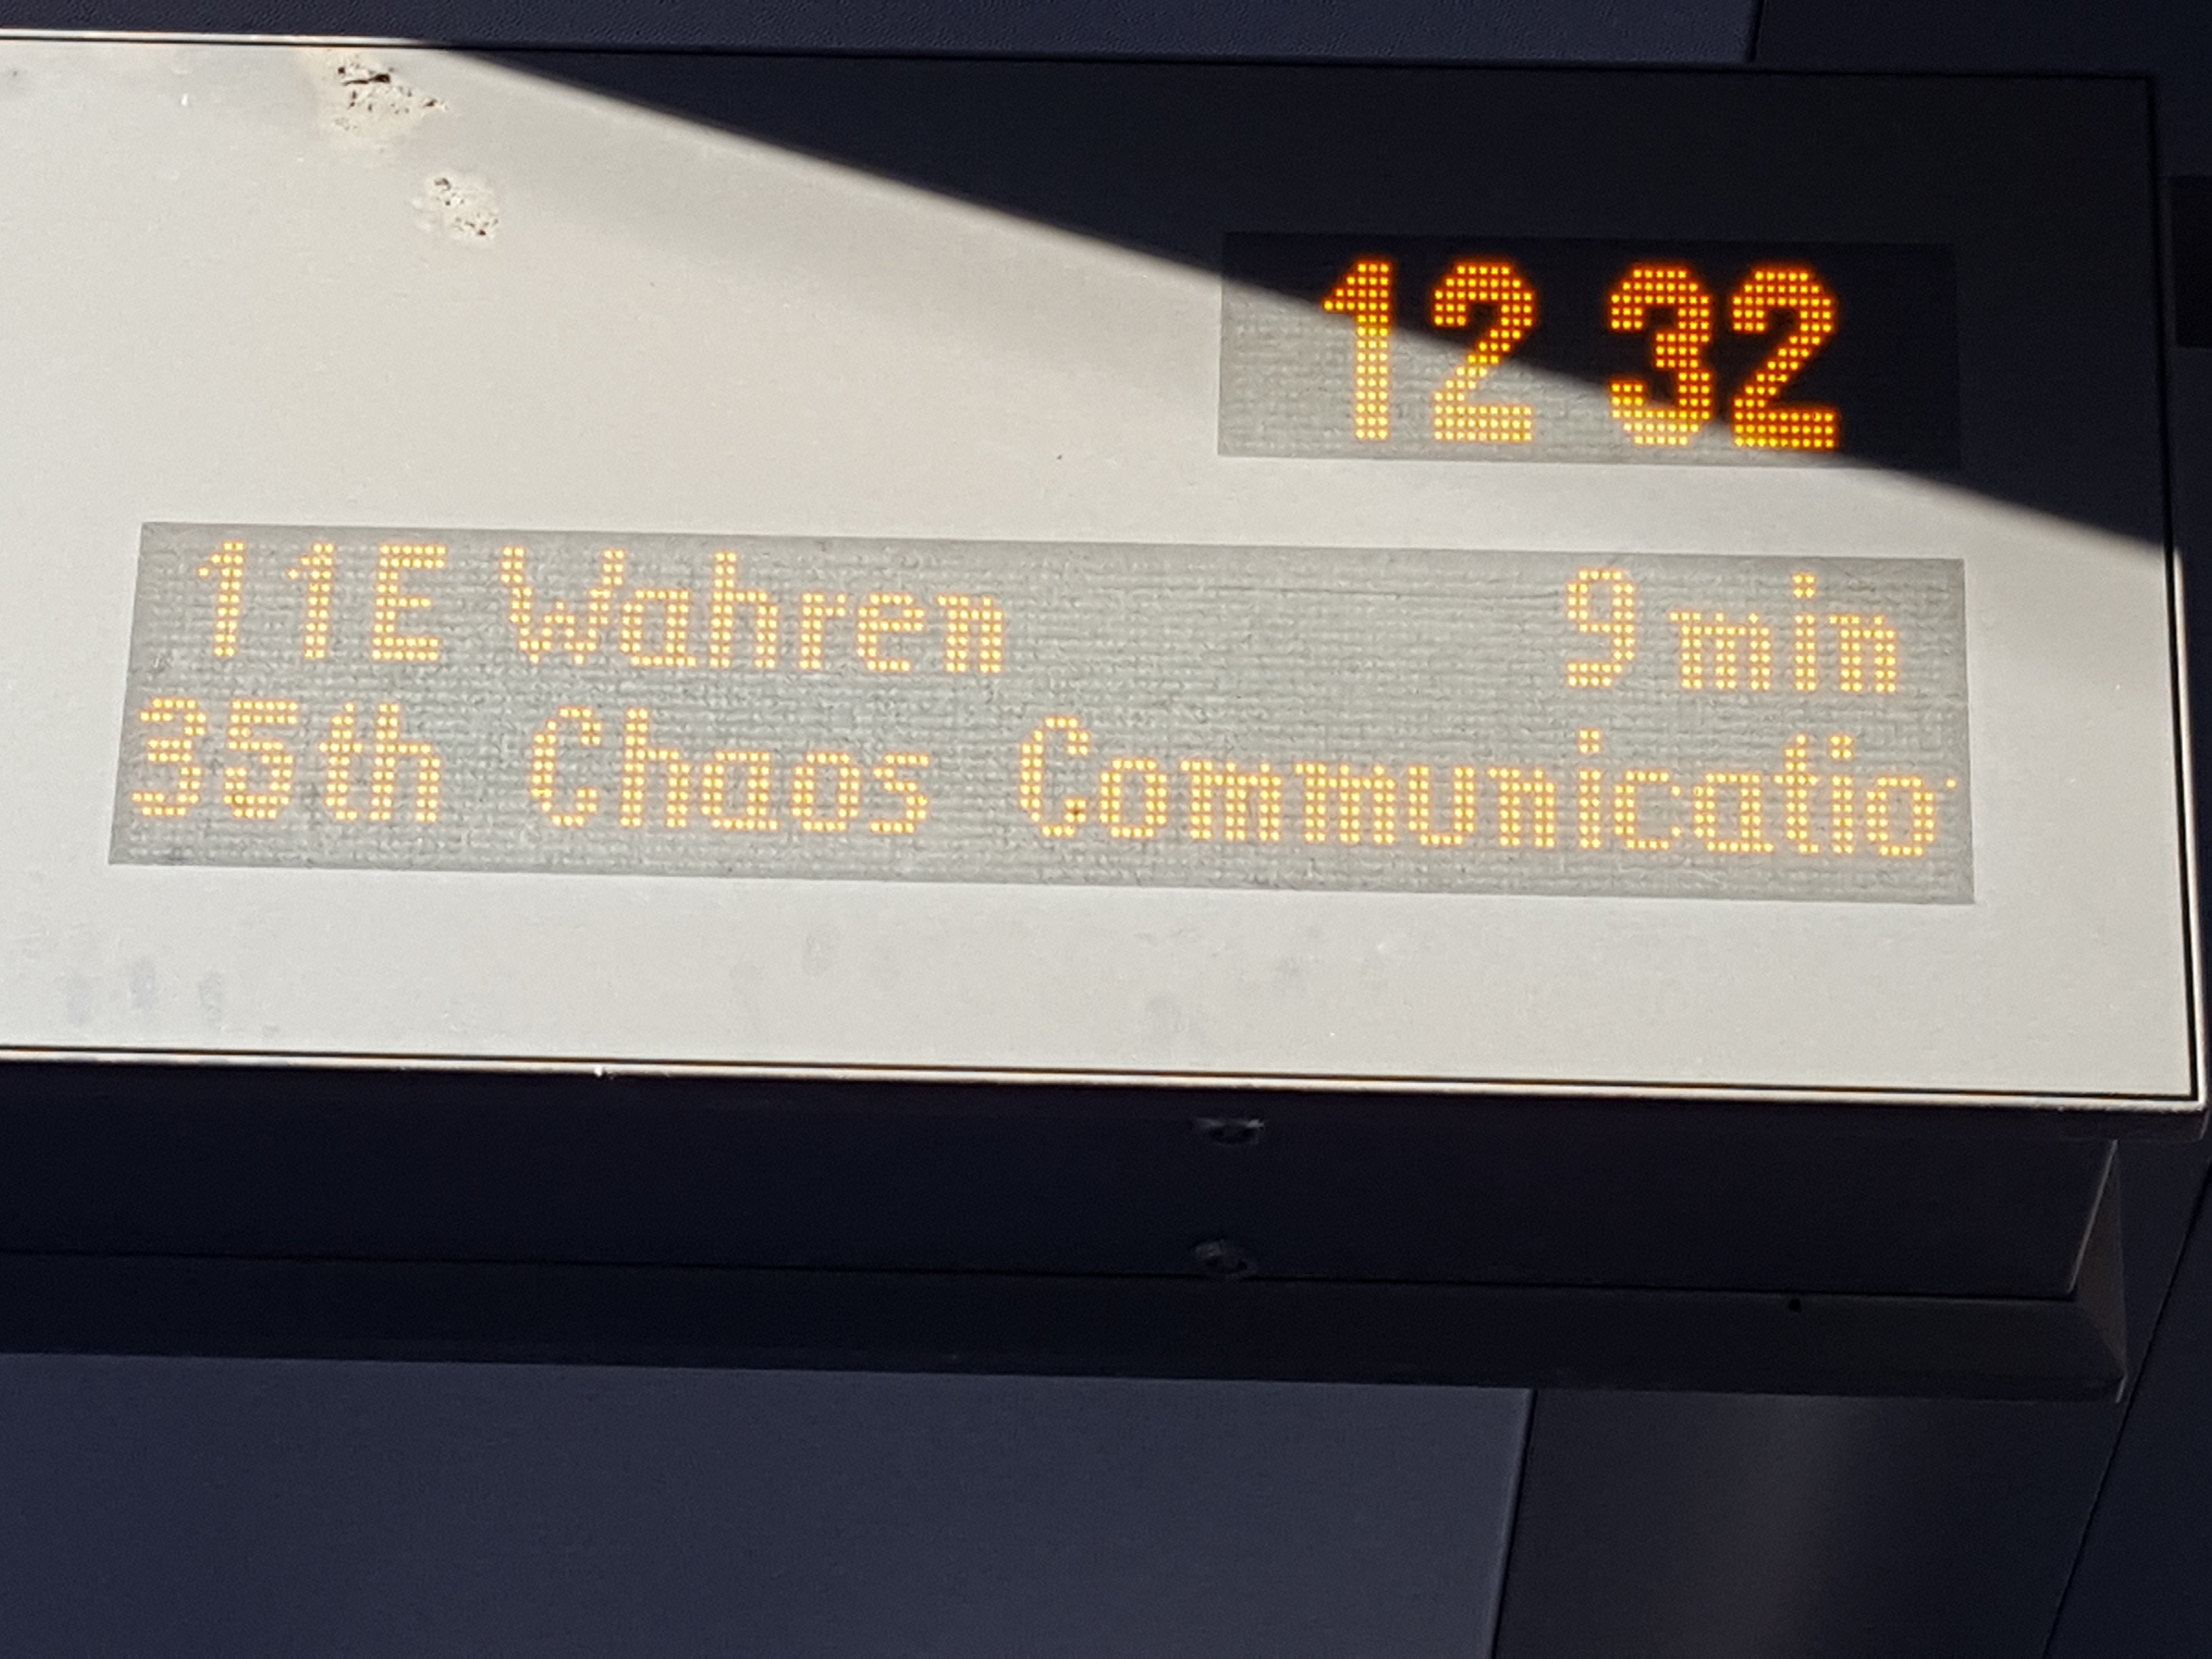 12 32
11E Wahren 9 min
35th Chaos Communicatio